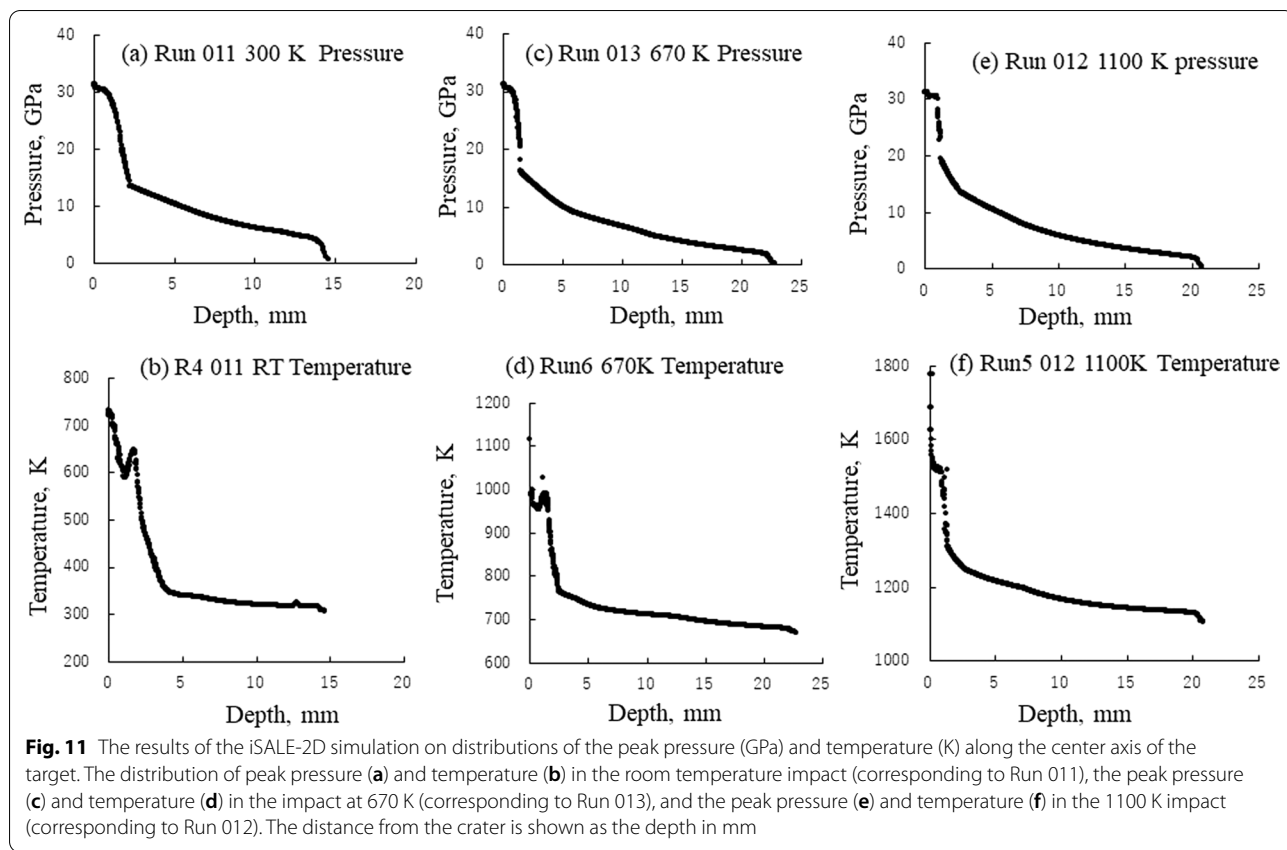 (a) Run 011 300 K Pressure
Pressure, GPa
40
30
20
10
0
0 5 10 15 20
Depth, mm
(c) Run 013 670 K Pressure
Pressure, GPa
40
30
20
10
0
0 5 10 15 20 25
Depth, mm
(e) Run 012 1100 K pressure
Pressure, GPa
40
30
20
10
0
0 5 10 15 20 25
Depth, mm
(b) R4 011 RT Temperature
Temperature, K
800
700
600
500
400
300
200
0 5 10 15 20
Depth, mm
(d) Run6 670K Temperature
Temperature, K
1200
1100
1000
900
800
700
600
0 5 10 15 20 25
Depth, mm
(f) Run5 012 1100K Temperature
Temperature, K
1800
1600
1400
1200
1000
0 5 10 15 20 25
Depth, mm
Fig. 11 The results of the iSALE-2D simulation on distributions of the peak pressure (GPa) and temperature (K) along the center axis of the
target. The distribution of peak pressure (a) and temperature (b) in the room temperature impact (corresponding to Run 011), the peak pressure
(c) and temperature (d) in the impact at 670 K (corresponding to Run 013), and the peak pressure (e) and temperature (f) in the 1100 K impact
(corresponding to Run 012). The distance from the crater is shown as the depth in mm